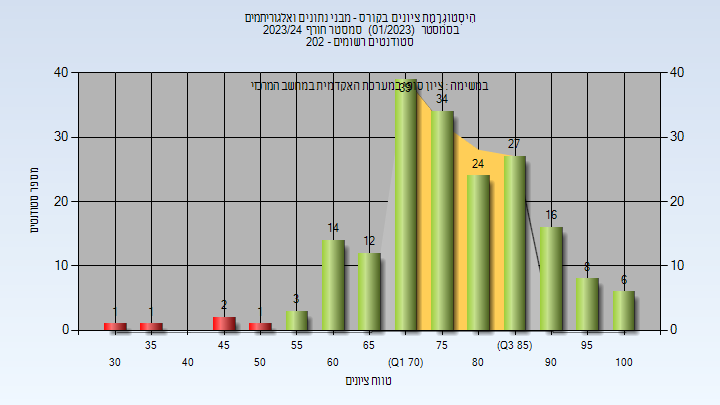 היסטוגרמת ציונים בקורס - מבני נתונים ואלגוריתמים
בסמסטר (01/2023) סמסטר חורף 2023/24
סטודנטים רשומים - 202
במשימה : ציון סופי במערכת האקדמית במחשב המרכזי
40 40
30 30
20 20
10 10
0 0
מספר סטודנטים
1 1 2 1 3 14 12 39 34 24 27 16 8 6
35 45 55 65 75 (Q3 85) 95
30 40 50 60 (Q1 70) 80 90 100
טווח ציונים